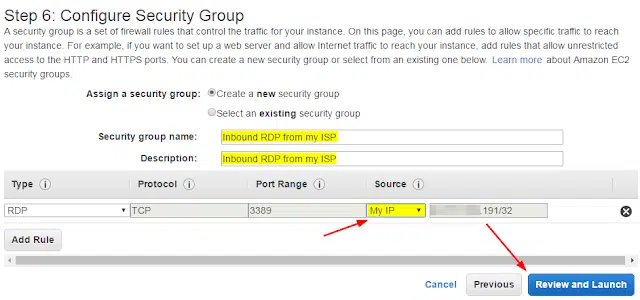 Step 6: Configure Security Group
A security group is a set of firewall rules that control the traffic for your instance. On this page, you can add rules to allow specific traffic to reach
your instance. For example, if you want to set up a web server and allow Internet traffic to reach your instance, add rules that allow unrestricted
access to the HTTP and HTTPS ports. You can create a new security group or select from an existing one below. Learn more about Amazon EC2
security groups.
Assign a security group: Create a new security group
Select an existing security group
Security group name: Inbound RDP from my ISP
Description: Inbound RDP from my ISP
Type Protocol Port Range Source
RDP TCP 3389 My IP .191/32
Add Rule
Cancel Previous Review and Launch